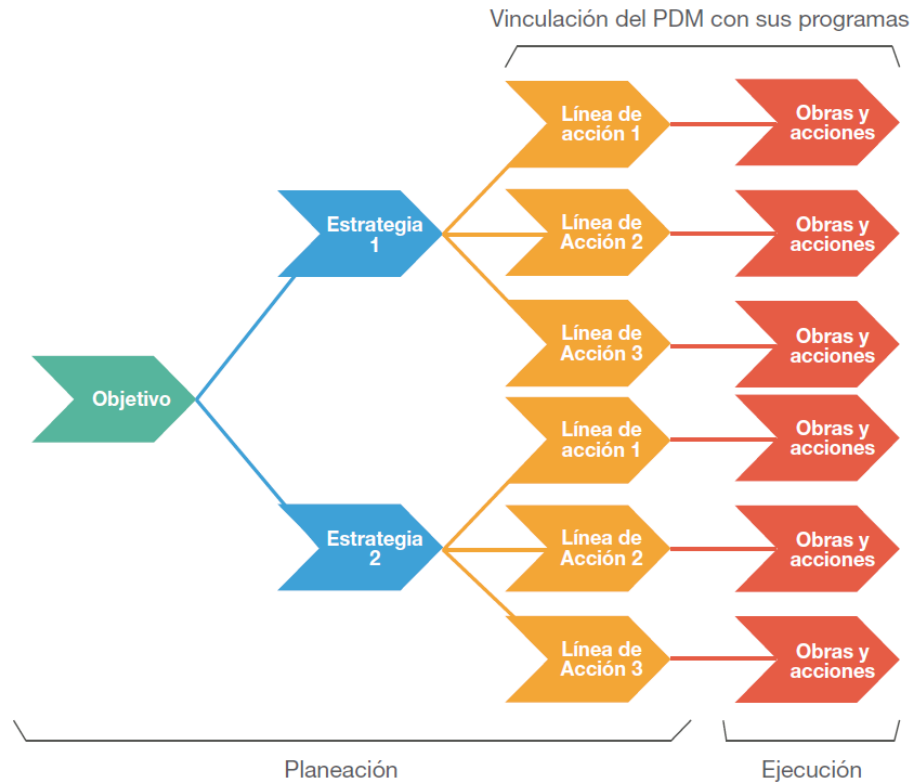 Vinculación del PDM con sus programas
Línea de
acción 1
Obras y
acciones
Estrategia
1
Línea de
Acción 2
Obras y
acciones
Línea de
Acción 3
Obras y
acciones
Objetivo
Línea de
acción 1
Obras y
acciones
Estrategia
2
Línea de
Acción 2
Obras y
acciones
Línea de
Acción 3
Obras y
acciones
Planeación
Ejecución